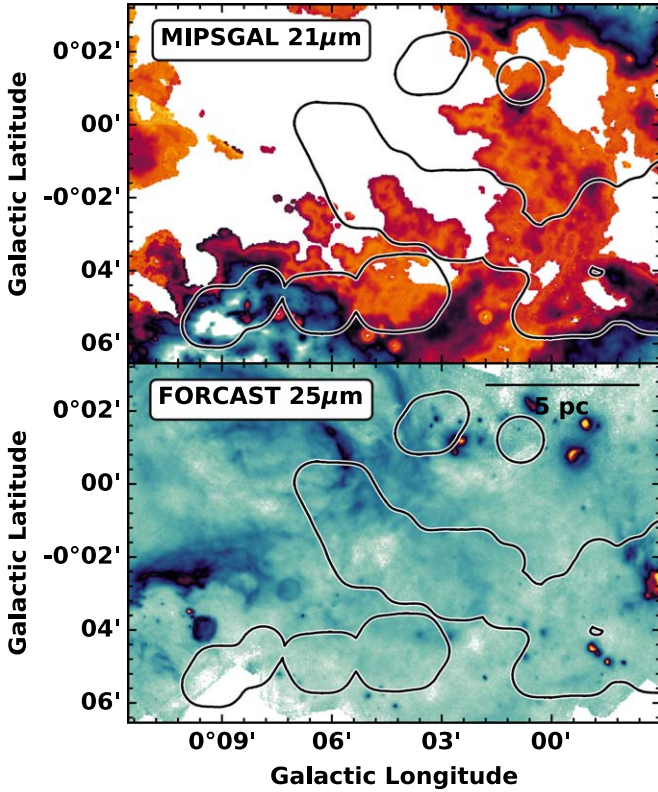 MIPSGAL 21μm
Galactic Latitude
0°02'
00'
-0°02'
04'
06'
FORCAST 25μm
5 pc
Galactic Latitude
0°02'
00'
-0°02'
04'
06'
0°09'
06'
03'
00'
Galactic Longitude